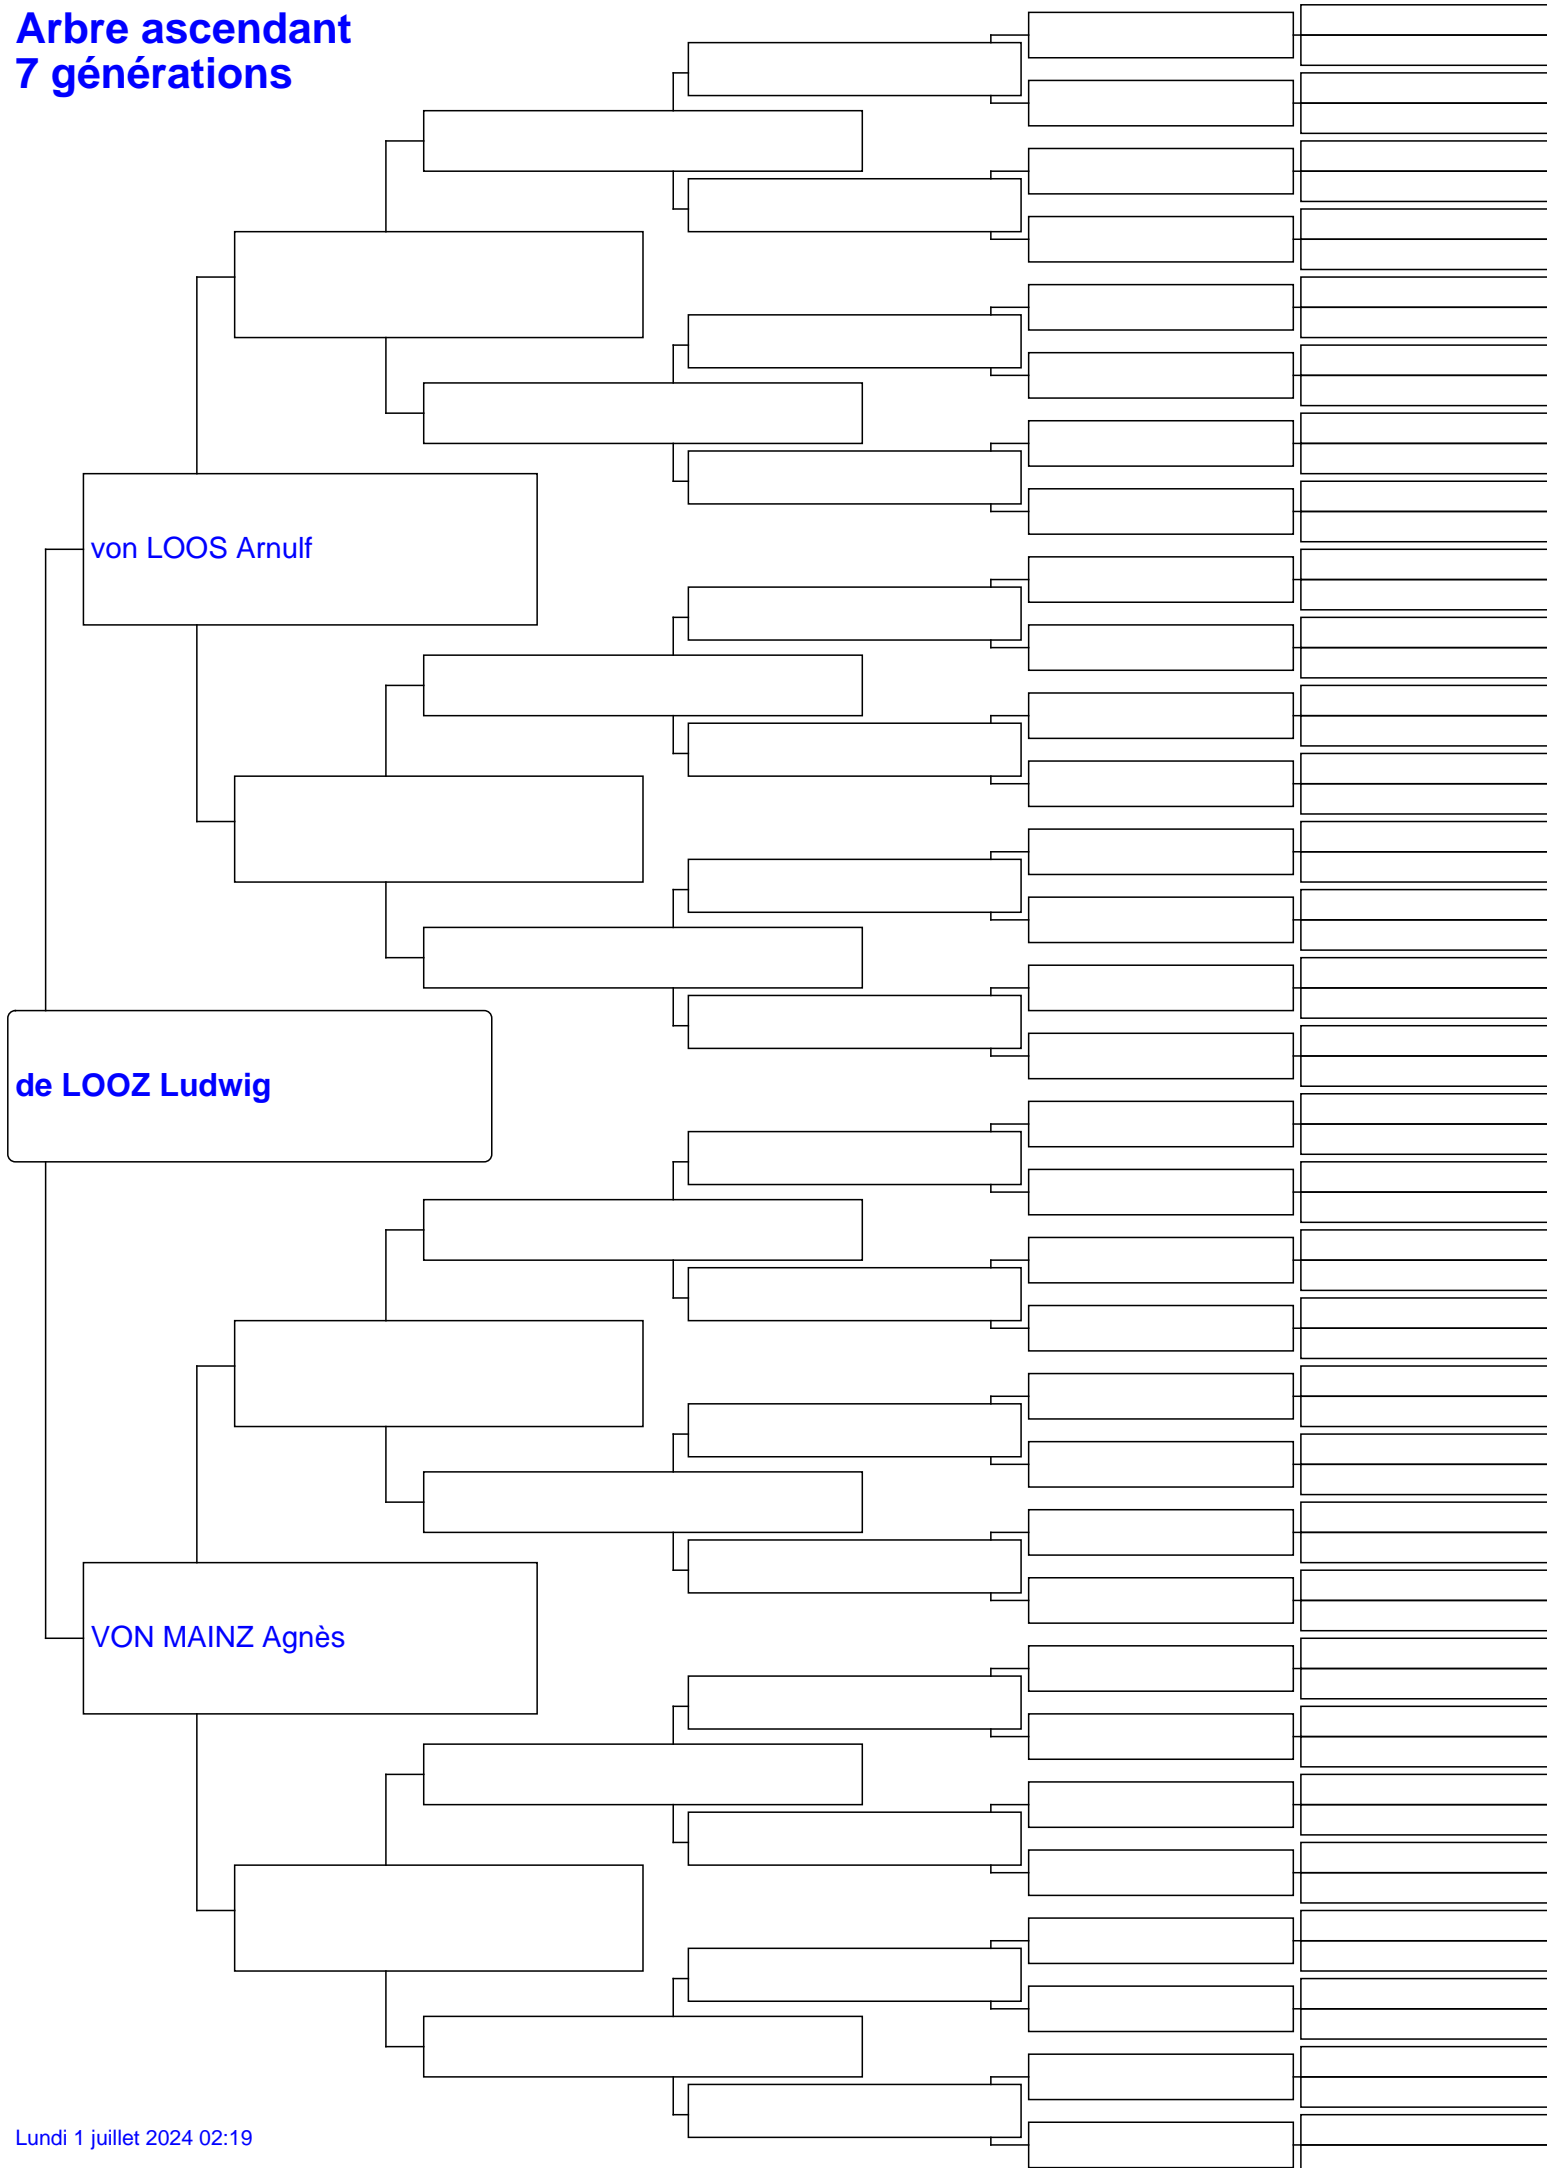 Arbre ascendant
7 générations
von LOOS Arnulf
de LOOZ Ludwig
VON MAINZ Agnès
Lundi 1 juillet 2024 02:19